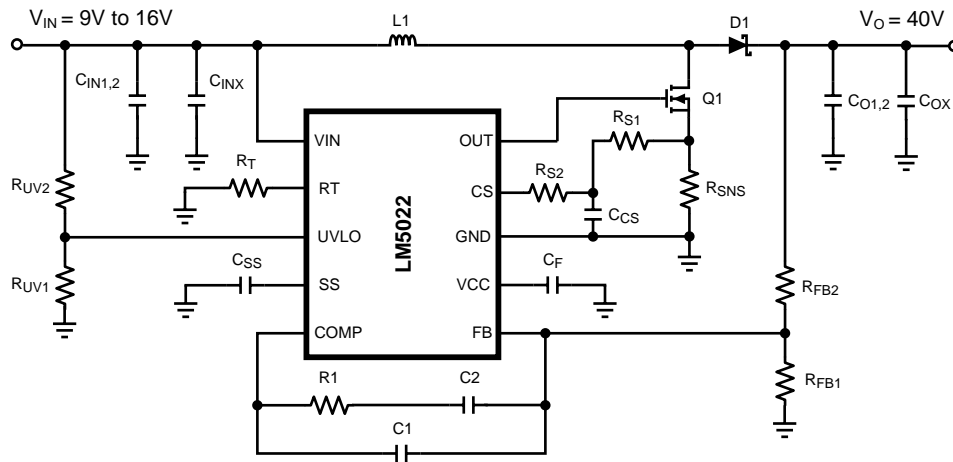 V_IN = 9V to 16V
L1
D1
V_O = 40V
C_IN1,2
C_INX
Q1
C_O1,2
C_OX
VIN
OUT
R_S1
R_T
RT
CS
R_S2
R_SNS
R_UV2
C_CS
UVLO
GND
LM5022
R_UV1
C_SS
SS
VCC
C_F
R_FB2
COMP
FB
R1
C2
R_FB1
C1